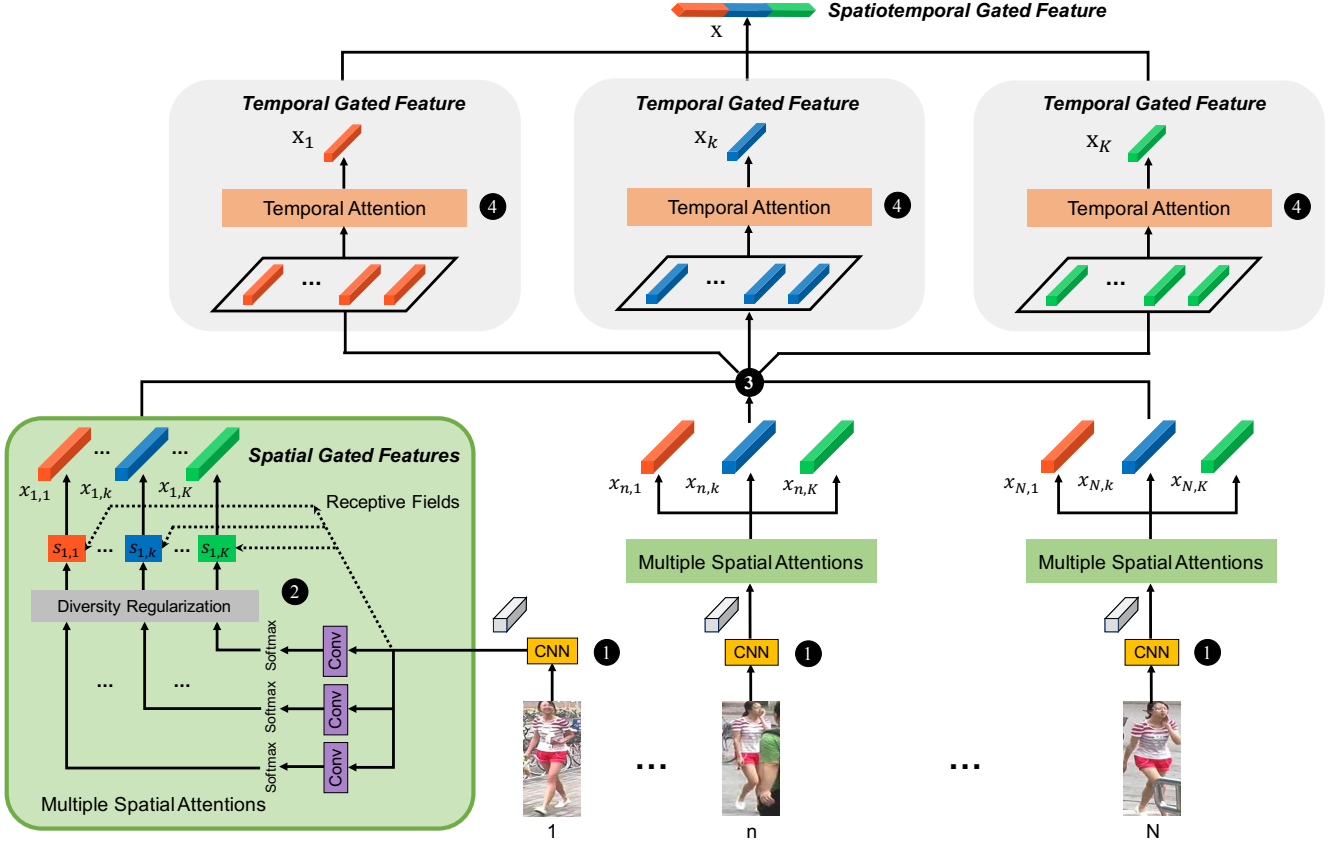 Spatiotemporal Gated Feature
x
Temporal Gated Feature
x1
Temporal Attention
4
...
Temporal Gated Feature
xk
Temporal Attention
4
...
Temporal Gated Feature
xK
Temporal Attention
4
...
3
Spatial Gated Features
... ...
x1,1 x1,k x1,K
Receptive Fields
s1,1 ... s1,k ... s1,K
Diversity Regularization
2
Softmax Conv
... ...
Softmax Conv
Softmax Conv
Multiple Spatial Attentions
CNN
1
1
...
xn,1 xn,k xn,K
Multiple Spatial Attentions
CNN
1
n
...
xN,1 xN,k xN,K
Multiple Spatial Attentions
CNN
1
N